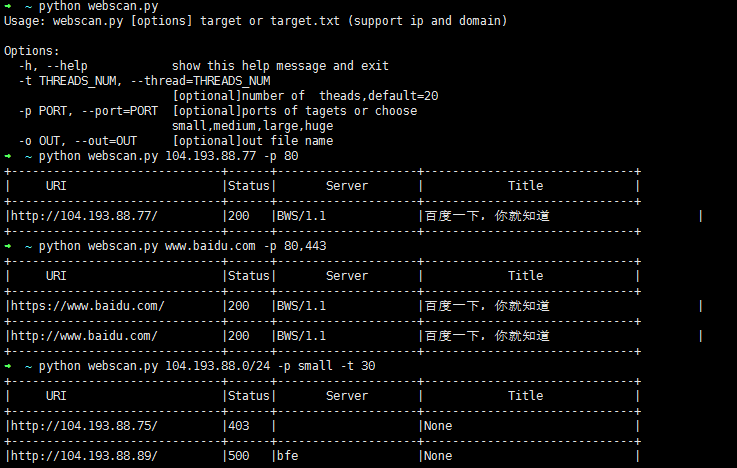 ➜  ~ python webscan.py
Usage: webscan.py [options] target or target.txt (support ip and domain)

Options:
  -h, --help            show this help message and exit
  -t THREADS_NUM, --thread=THREADS_NUM
                        [optional]number of  theads,default=20
  -p PORT, --port=PORT  [optional]ports of tagets or choose
                        small,medium,large,huge
  -o OUT, --out=OUT     [optional]out file name
➜  ~ python webscan.py 104.193.88.77 -p 80
+------------------------------+------+--------------------+------------------------------+
|     URI                      |Status|       Server       |            Title             |
+------------------------------+------+--------------------+------------------------------+
|http://104.193.88.77/         |200   |BWS/1.1             |百度一下，你就知道                     |
+------------------------------+------+--------------------+------------------------------+
➜  ~ python webscan.py www.baidu.com -p 80,443
+------------------------------+------+--------------------+------------------------------+
|     URI                      |Status|       Server       |            Title             |
+------------------------------+------+--------------------+------------------------------+
|https://www.baidu.com/        |200   |BWS/1.1             |百度一下，你就知道                     |
+------------------------------+------+--------------------+------------------------------+
|http://www.baidu.com/         |200   |BWS/1.1             |百度一下，你就知道                     |
+------------------------------+------+--------------------+------------------------------+
➜  ~ python webscan.py 104.193.88.0/24 -p small -t 30
+------------------------------+------+--------------------+------------------------------+
|     URI                      |Status|       Server       |            Title             |
+------------------------------+------+--------------------+------------------------------+
|http://104.193.88.75/         |403   |                    |None                          |
+------------------------------+------+--------------------+------------------------------+
|http://104.193.88.89/         |500   |bfe                 |None                          |